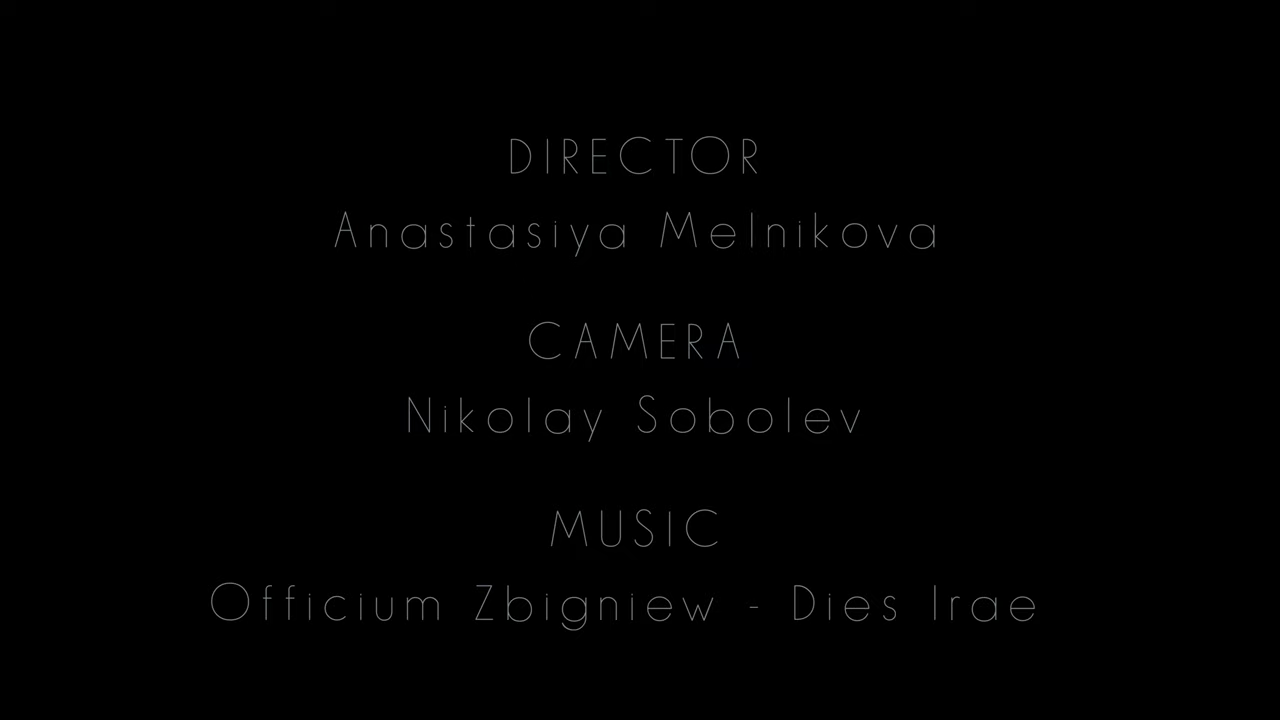 DIRECTOR
Anastasiya Melnikova
CAMERA
Nikolay Sobolev
MUSIC
Officium Zbigniew - Dies Irae